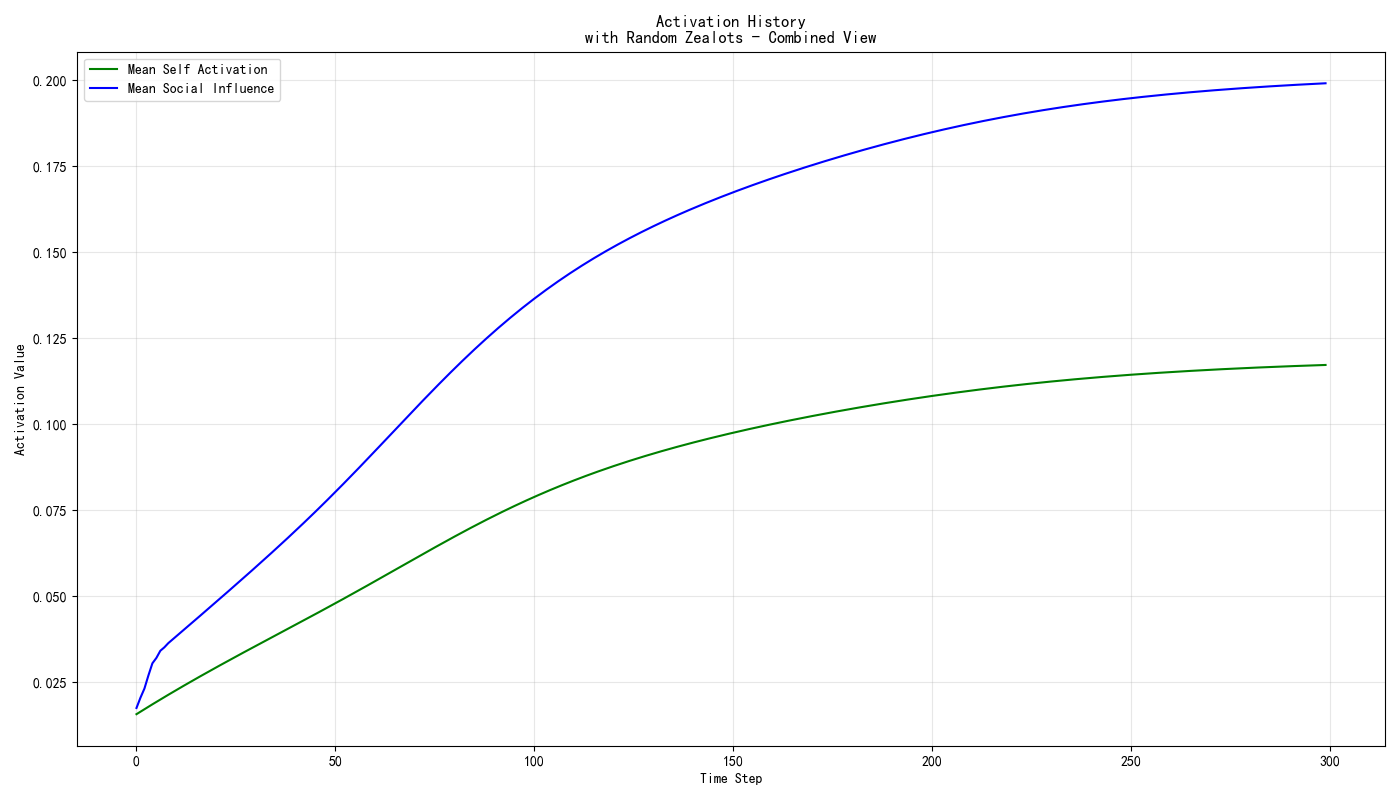 Activation History
with Random Zealots - Combined View
Mean Self Activation
Mean Social Influence
Activation Value
0.200
0.175
0.150
0.125
0.100
0.075
0.050
0.025
0 50 100 150 200 250 300
Time Step